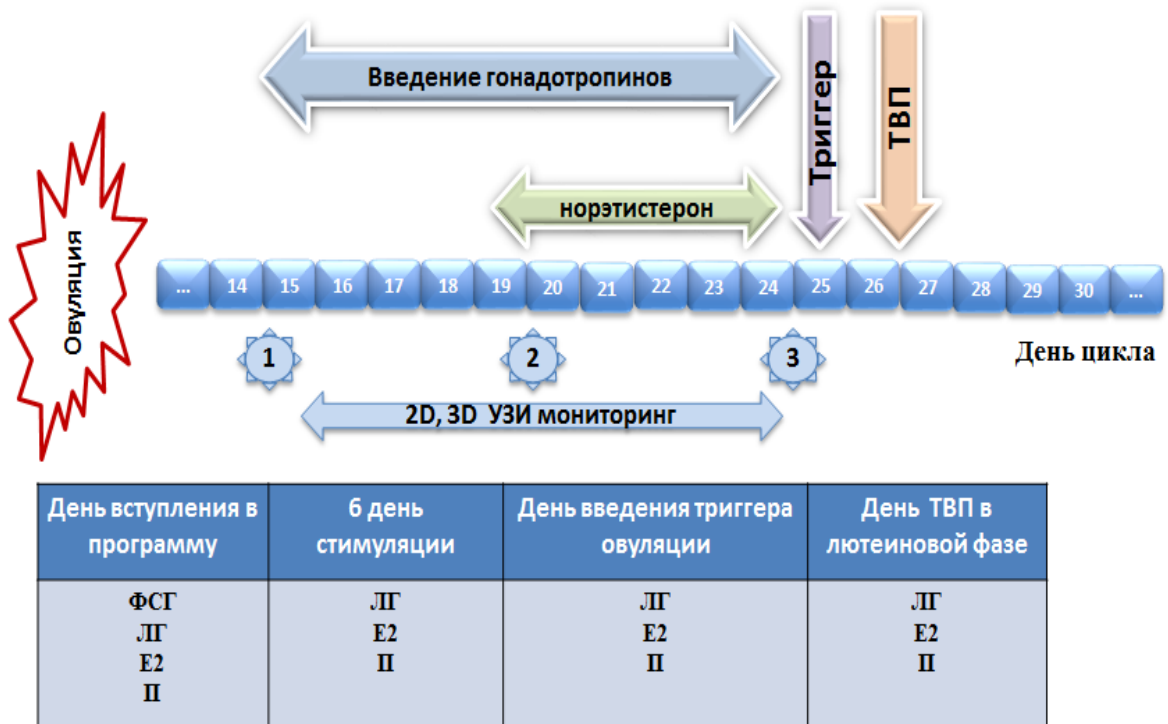 Введение гонадотропинов
Триггер
ТВП
норэтистерон
Овуляция
... 14 15 16 17 18 19 20 21 22 23 24 25 26 27 28 29 30 ...
1 2 3
День цикла
2D, 3D УЗИ мониторинг
День вступления в
программу
6 день
стимуляции
День введения триггера
овуляции
День ТВП в
лютеиновой фазе
ФСГ
ЛГ
Е2
П
ЛГ
Е2
П
ЛГ
Е2
П
ЛГ
Е2
П